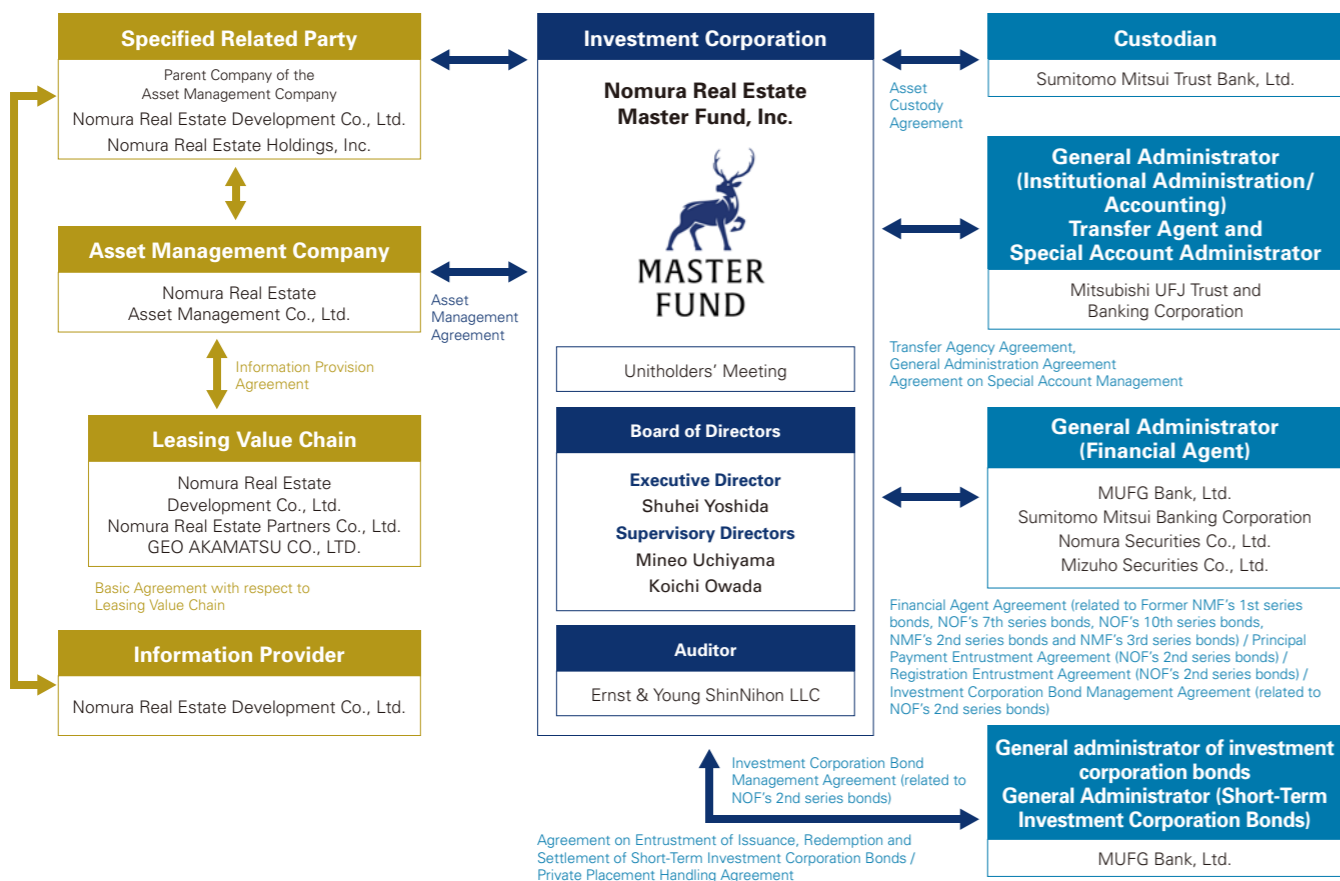 Specified Related Party
Parent Company of the
Asset Management Company
Nomura Real Estate Development Co., Ltd.
Nomura Real Estate Holdings, Inc.
Asset Management Company
Nomura Real Estate
Asset Management Co., Ltd.
Asset
Management
Agreement
Information Provision
Agreement
Leasing Value Chain
Nomura Real Estate
Development Co., Ltd.
Nomura Real Estate Partners Co., Ltd.
GEO AKAMATSU CO., LTD.
Basic Agreement with respect to
Leasing Value Chain
Information Provider
Nomura Real Estate Development Co., Ltd.
Investment Corporation
Nomura Real Estate
Master Fund, Inc.
MASTER
FUND
Unitholders’ Meeting
Board of Directors
Executive Director
Shuhei Yoshida
Supervisory Directors
Mineo Uchiyama
Koichi Owada
Auditor
Ernst & Young ShinNihon LLC
Investment Corporation Bond
Management Agreement (related to
NOF’s 2nd series bonds)
Agreement on Entrustment of Issuance, Redemption and
Settlement of Short-Term Investment Corporation Bonds /
Private Placement Handling Agreement
Custodian
Sumitomo Mitsui Trust Bank, Ltd.
Asset
Custody
Agreement
General Administrator
(Institutional Administration/
Accounting)
Transfer Agent and
Special Account Administrator
Mitsubishi UFJ Trust and
Banking Corporation
Transfer Agency Agreement,
General Administration Agreement
Agreement on Special Account Management
General Administrator
(Financial Agent)
MUFG Bank, Ltd.
Sumitomo Mitsui Banking Corporation
Nomura Securities Co., Ltd.
Mizuho Securities Co., Ltd.
Financial Agent Agreement (related to Former NMF’s 1st series
bonds, NOF’s 7th series bonds, NOF’s 10th series bonds,
NMF’s 2nd series bonds and NMF’s 3rd series bonds) / Principal
Payment Entrustment Agreement (NOF’s 2nd series bonds) /
Registration Entrustment Agreement (NOF’s 2nd series bonds) /
Investment Corporation Bond Management Agreement (related to
NOF’s 2nd series bonds)
General administrator of investment
corporation bonds
General Administrator (Short-Term
Investment Corporation Bonds)
MUFG Bank, Ltd.